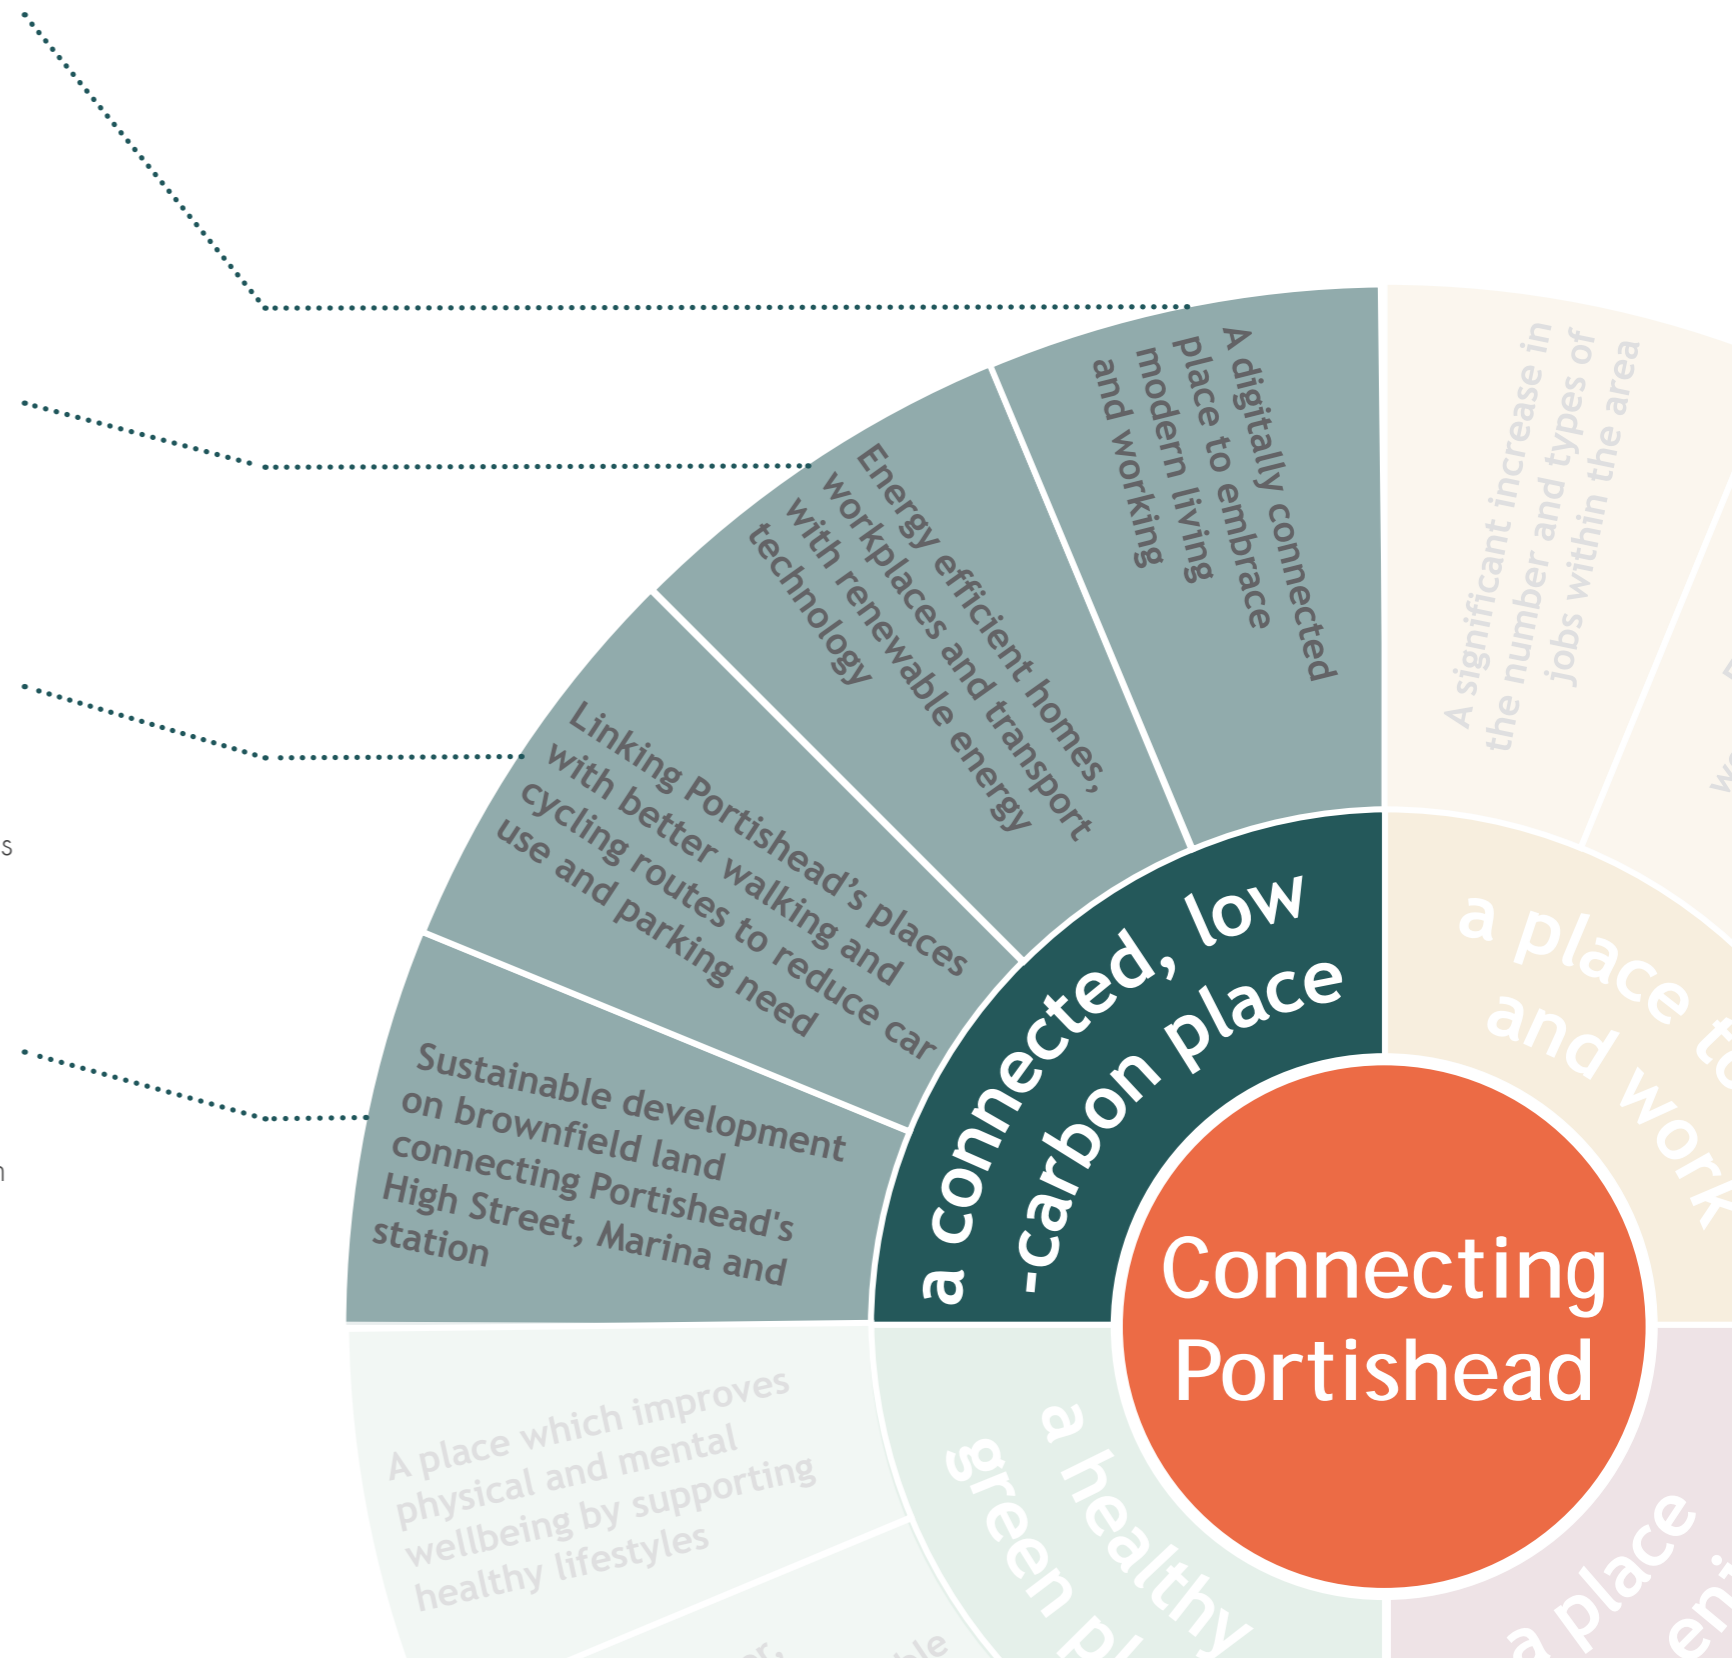 A digitally connected
place to embrace
modern living
and working
Energy efficient homes,
workplaces and transport
with renewable energy
technology
Linking Portishead’s places
with better walking and
cycling routes to reduce car
use and parking need
Sustainable development
on brownfield land
connecting Portishead's
High Street, Marina and
station
a connected, low
-carbon place
Connecting
Portishead
A significant increase in
the number and types of
jobs within the area
a place to
and work
A place which improves
physical and mental
wellbeing by supporting
healthy lifestyles
a healthy
green
a place